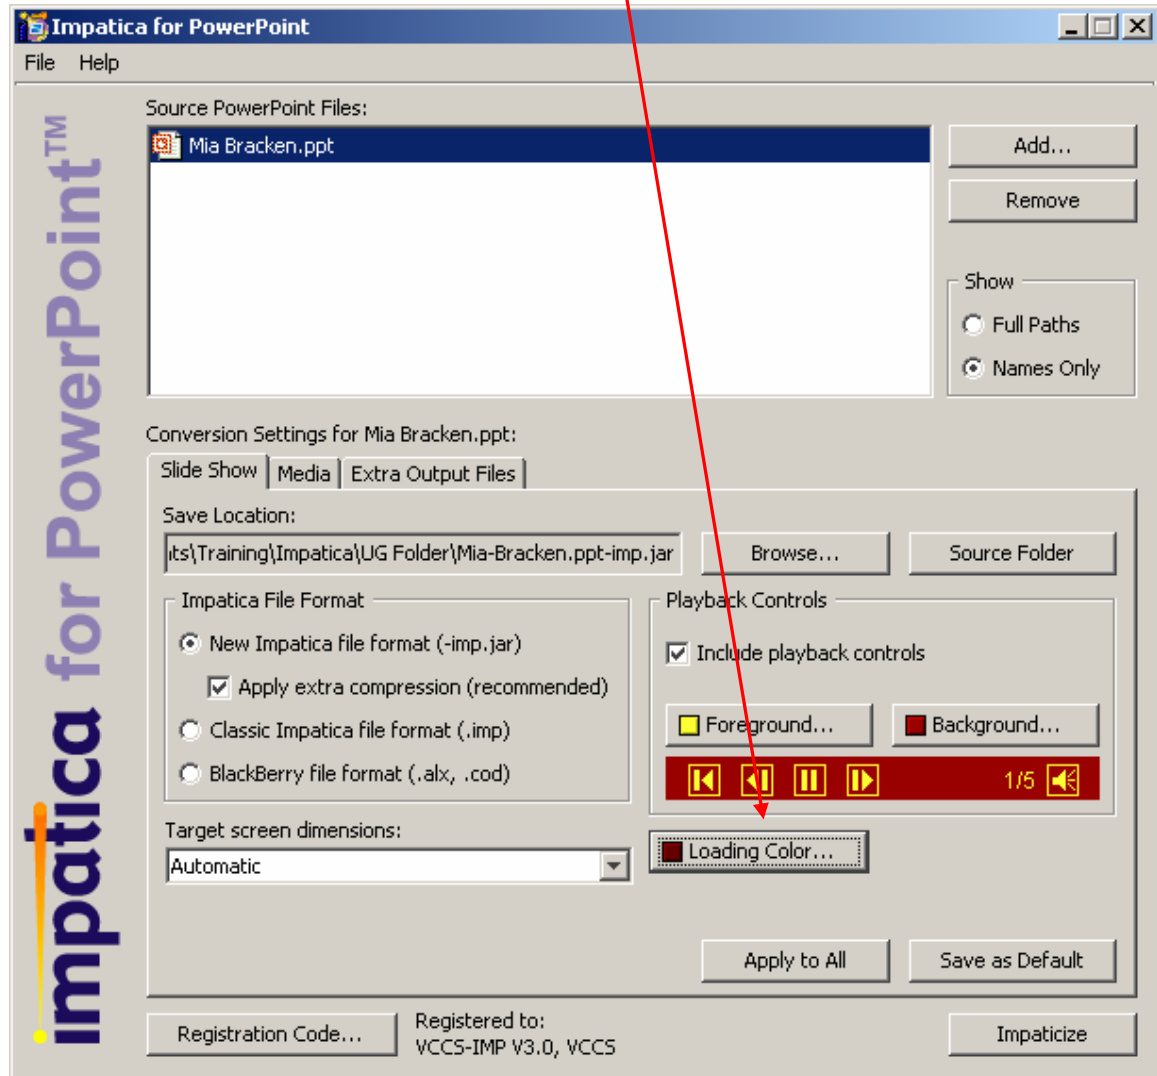 Impatica for PowerPoint
File Help
impatica for PowerPoint™
Source PowerPoint Files:
Mia Bracken.ppt
Add...
Remove
Show
Full Paths
Names Only
Conversion Settings for Mia Bracken.ppt:
Slide Show Media Extra Output Files
Save Location:
its\Training\Impatica\UG Folder\Mia-Bracken.ppt-imp.jar Browse... Source Folder
Impatica File Format
New Impatica file format (-imp.jar)
Apply extra compression (recommended)
Classic Impatica file format (.imp)
BlackBerry file format (.alx, .cod)
Playback Controls
Include playback controls
Foreground... Background...
1/5
Target screen dimensions:
Automatic
Loading Color...
Apply to All Save as Default
Registration Code...
Registered to:
VCCS-IMP V3.0, VCCS
Impaticize